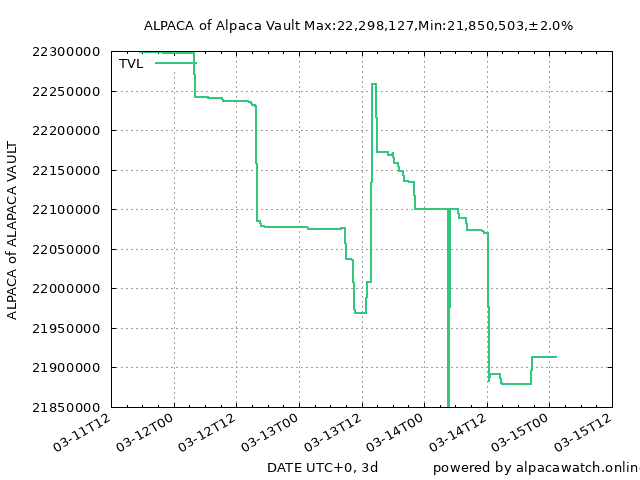 ALPACA of Alpaca Vault Max:22,298,127,Min:21,850,503,±2.0%
22300000
TVL
22250000
22200000
22150000
22100000
22050000
22000000
21950000
21900000
21850000
ALPACA of ALAPACA VAULT
03-11T12
03-12T00
03-12T12
03-13T00
03-13T12
03-14T00
03-14T12
03-15T00
03-15T12
DATE UTC+0, 3d
powered by alpacawatch.onlin